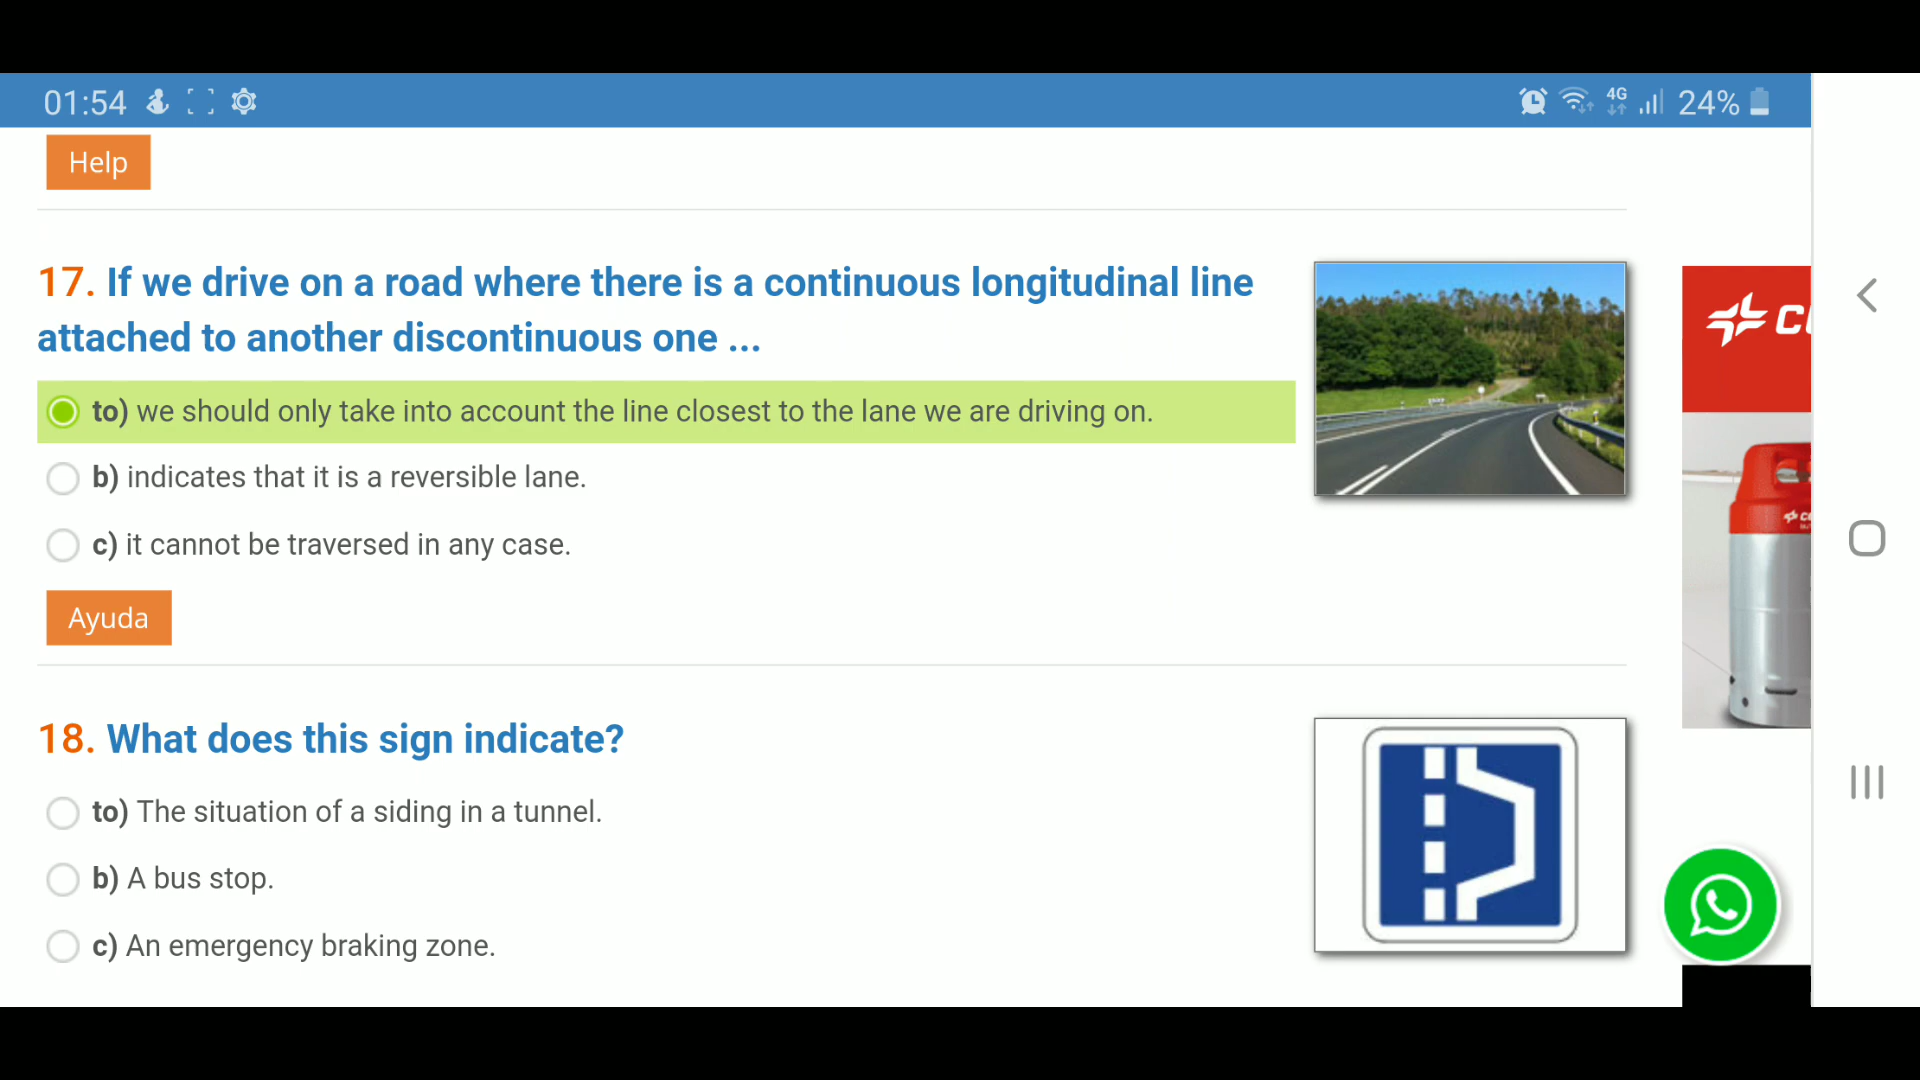 01:54 4G 24%
Help
17. If we drive on a road where there is a continuous longitudinal line
attached to another discontinuous one ...
to) we should only take into account the line closest to the lane we are driving on.
b) indicates that it is a reversible lane.
c) it cannot be traversed in any case.
Ayuda
18. What does this sign indicate?
to) The situation of a siding in a tunnel.
b) A bus stop.
c) An emergency braking zone.